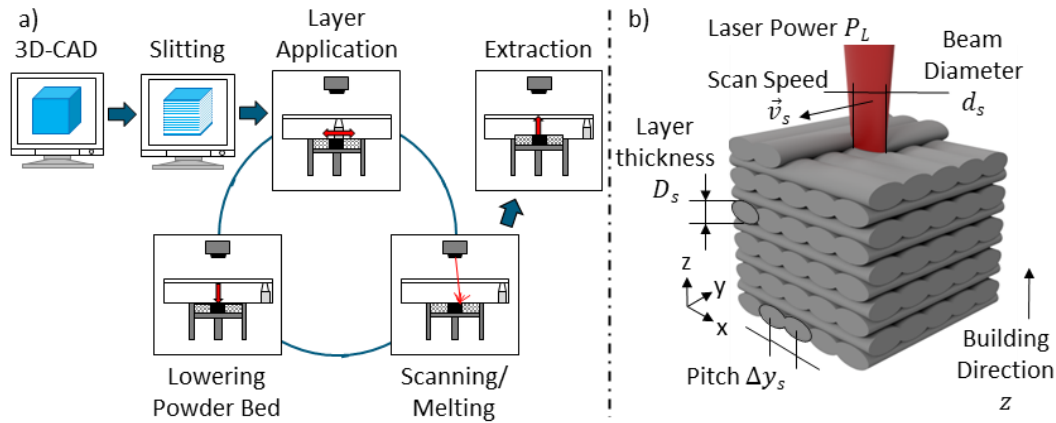 a)
3D-CAD
Slitting
Layer
Application
Extraction
Lowering
Powder Bed
Scanning/
Melting
b)
Laser Power P_L
Beam
Diameter
d_s
Scan Speed
v⃗_s
Layer
thickness
D_s
z
y
x
Pitch Δy_s
Building
Direction
z